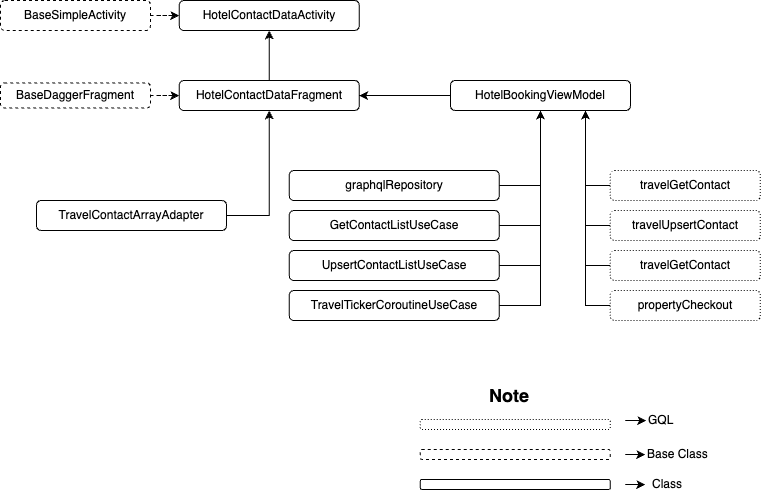 BaseSimpleActivity
HotelContactDataActivity
BaseDaggerFragment
HotelContactDataFragment
HotelBookingViewModel
TravelContactArrayAdapter
graphqlRepository
GetContactListUseCase
UpsertContactListUseCase
TravelTickerCoroutineUseCase
travelGetContact
travelUpsertContact
travelGetContact
propertyCheckout
Note
GQL
Base Class
Class